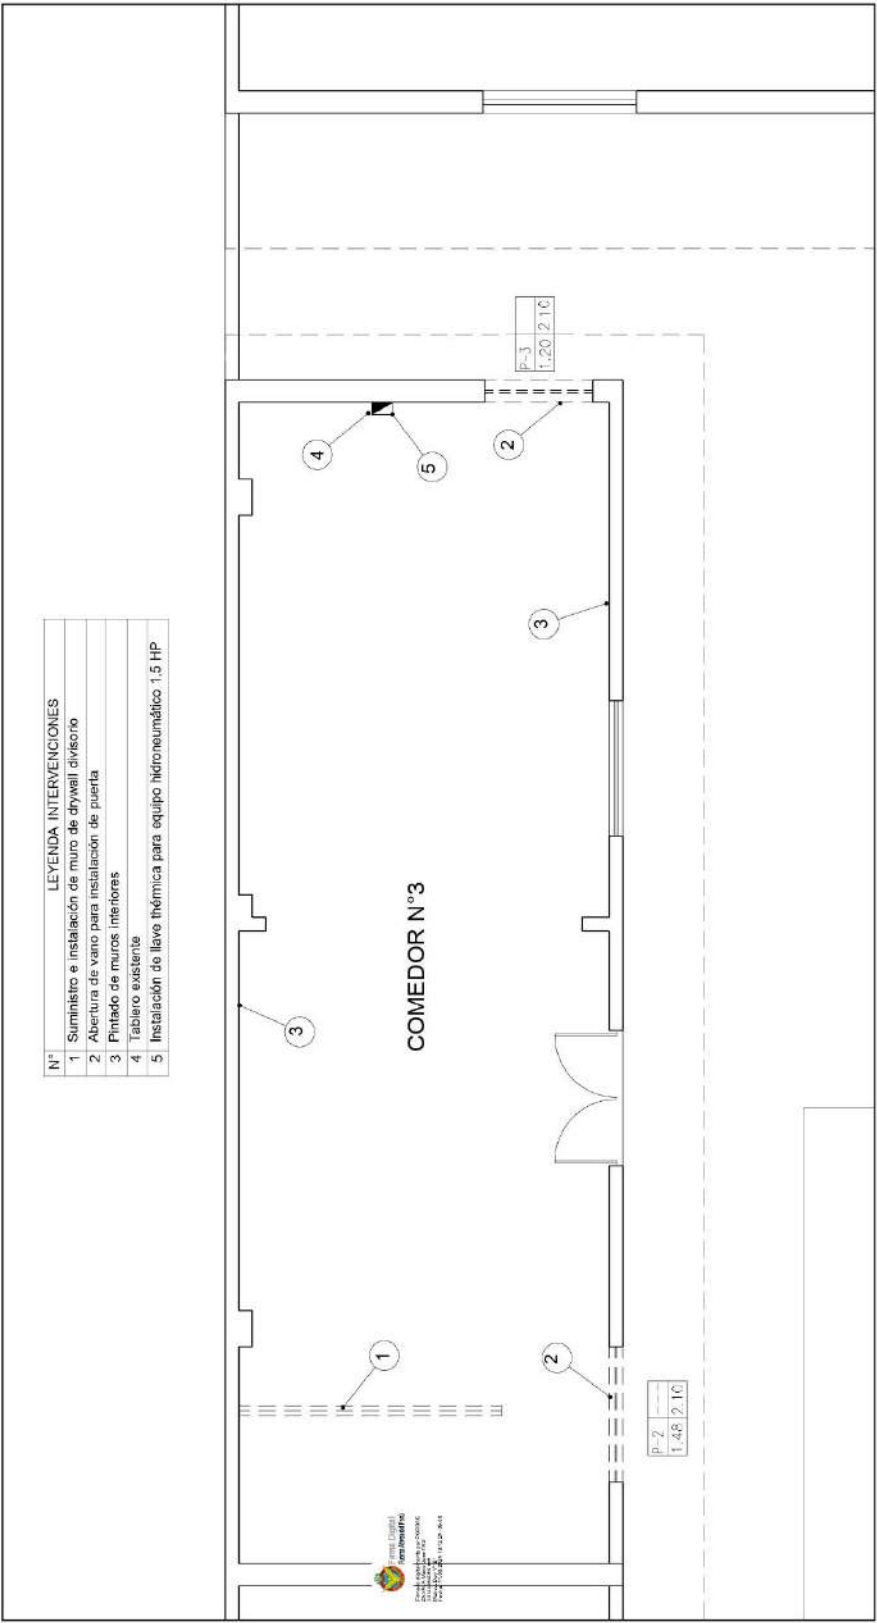 N° LEYENDA INTERVENCIONES
1 Suministro e instalación de muro de drywall divisorio
2 Abertura de vano para instalación de puerta
3 Pintado de muros interiores
4 Tablero existente
5 Instalación de llave thérmica para equipo hidroneumático 1.5 HP
P-3
1.20 2.10
4
5
2
3
COMEDOR N°3
3
1
2
P-2 ---
1.48 2.10
Firma Digital